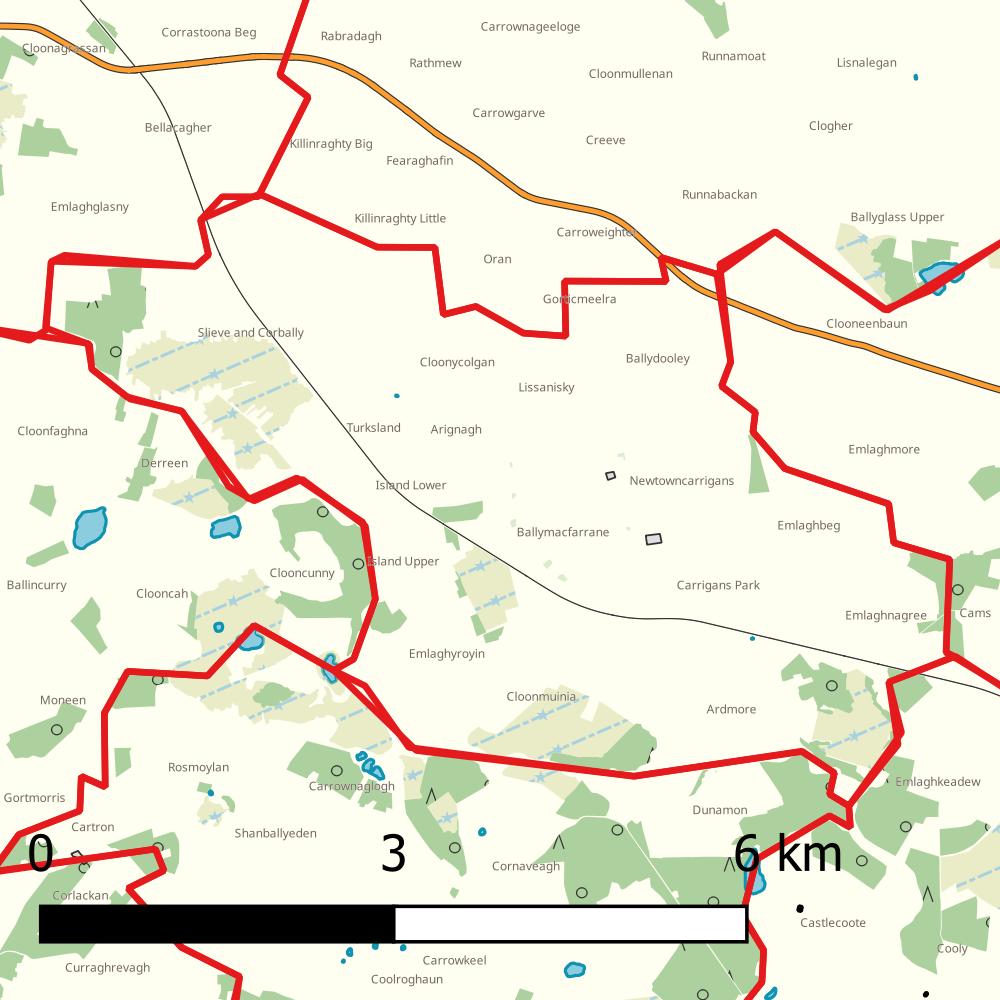 Carrownageeloge
Corrastoona Beg
Rabradagh
Cloonagrassan
Runnamoat
Rathmew
Lisnalegan
Cloonmullenan
Carrowgarve
Bellacagher
Clogher
Killinraghty Big
Creeve
Fearaghafin
Runnabackan
Emlaghglasny
Killinraghty Little
Ballyglass Upper
Carroweighter
Oran
Gorticmeelra
Clooneenbaun
Slieve and Corbally
Cloonycolgan
Ballydooley
Lissanisky
Cloonfaghna
Turksland
Arignagh
Emlaghmore
Derreen
Island Lower
Newtowncarrigans
Emlaghbeg
Ballymacfarrane
Island Upper
Clooncunny
Ballincurry
Clooncah
Carrigans Park
Emlaghnagree
Cams
Emlaghyroyin
Moneen
Cloonmuinia
Ardmore
Rosmoylan
Carrownaglogh
Emlaghkeadew
Gortmorris
Dunamon
Cartron
Shanballyeden
0 3 6 km
Cornaveagh
Corlackan
Castlecoote
Cooly
Carrowkeel
Curraghrevagh
Coolroghaun